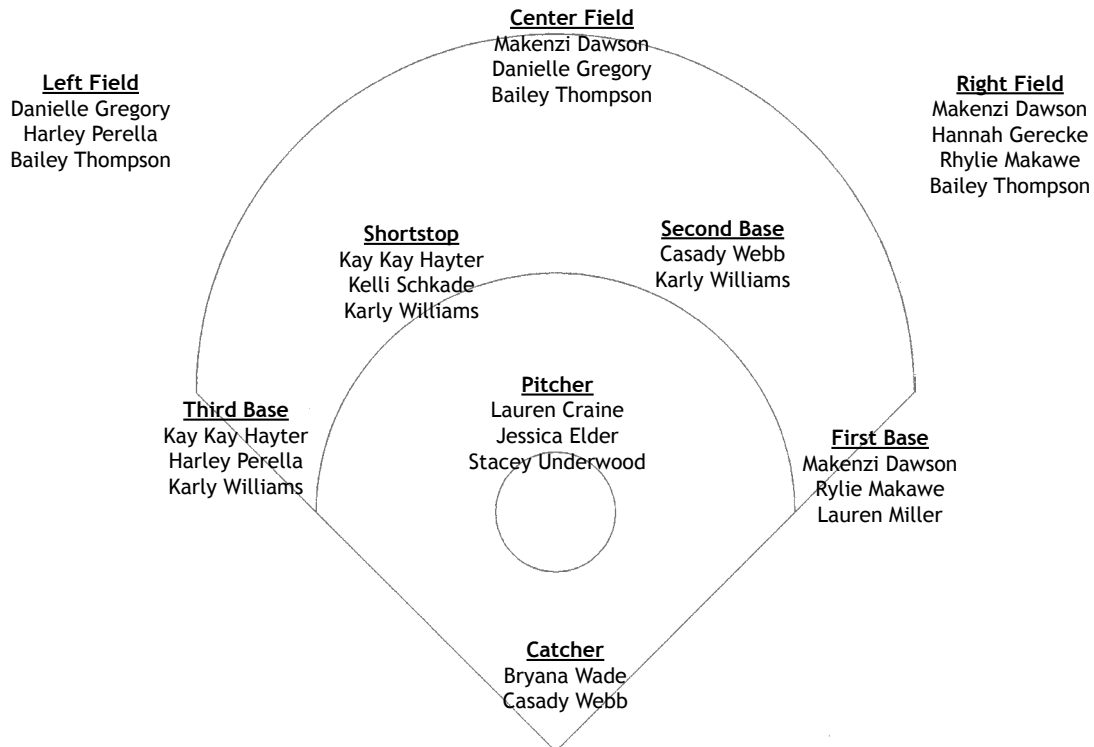 Center Field
Makenzi Dawson
Danielle Gregory
Bailey Thompson
Left Field
Danielle Gregory
Harley Perella
Bailey Thompson
Right Field
Makenzi Dawson
Hannah Gerecke
Rhylie Makawe
Bailey Thompson
Shortstop
Kay Kay Hayter
Kelli Schkade
Karly Williams
Second Base
Casady Webb
Karly Williams
Third Base
Kay Kay Hayter
Harley Perella
Karly Williams
Pitcher
Lauren Craine
Jessica Elder
Stacey Underwood
First Base
Makenzi Dawson
Rylie Makawe
Lauren Miller
Catcher
Bryana Wade
Casady Webb